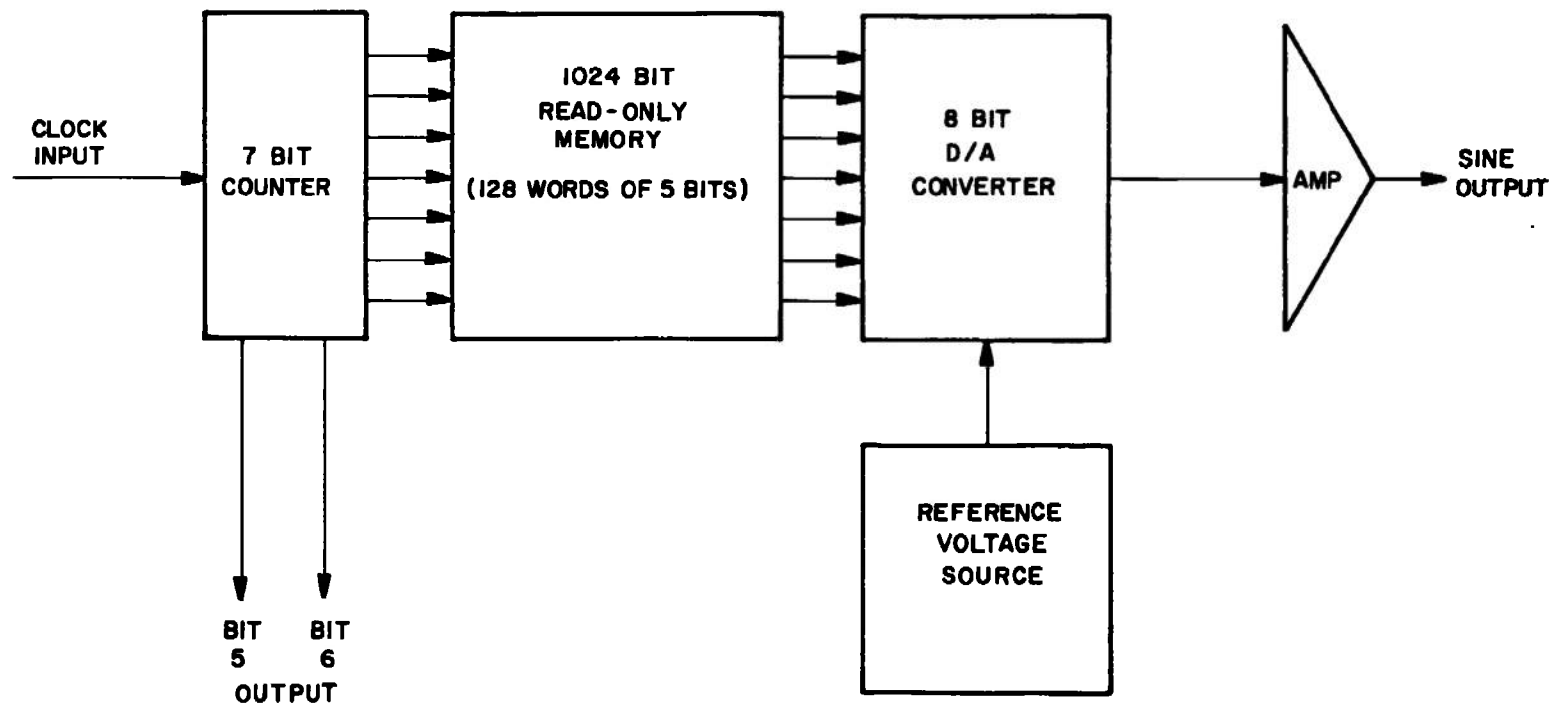 CLOCK
INPUT
7 BIT
COUNTER
1024 BIT
READ-ONLY
MEMORY
(128 WORDS OF 5 BITS)
8 BIT
D/A
CONVERTER
AMP
SINE
OUTPUT
REFERENCE
VOLTAGE
SOURCE
BIT BIT
5 6
OUTPUT